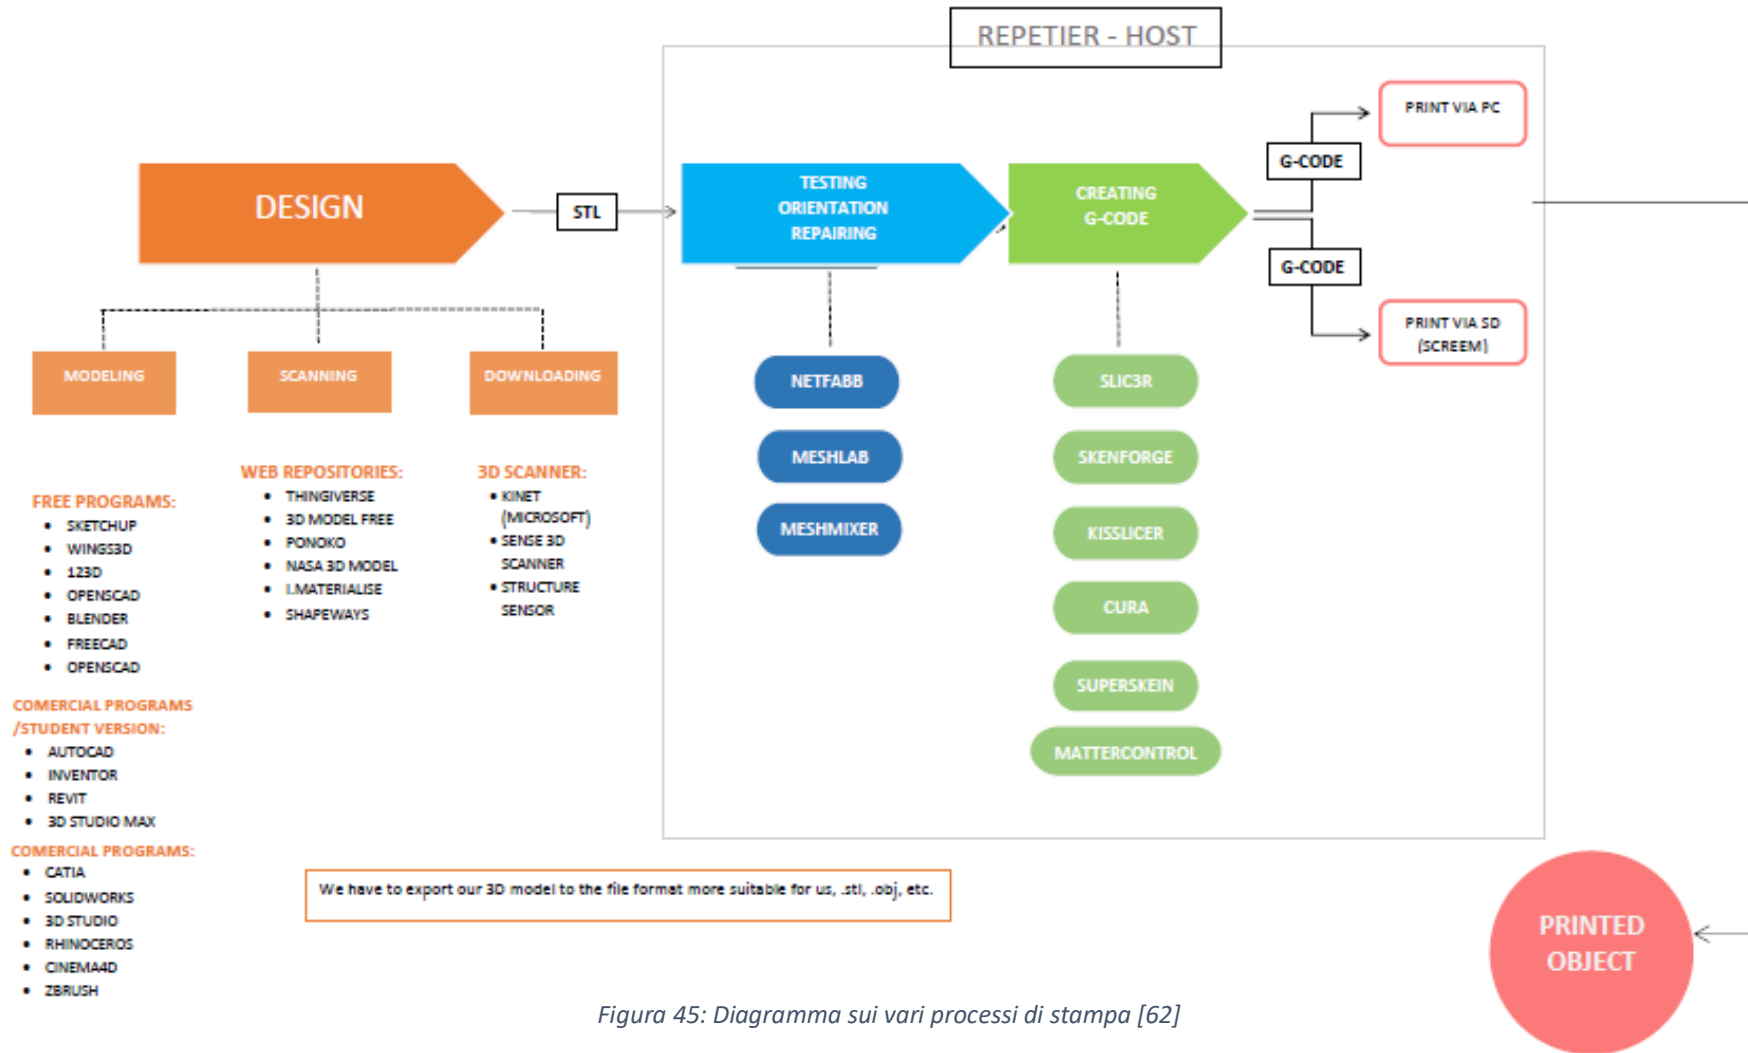 REPETIER - HOST
PRINT VIA PC
G-CODE
DESIGN
STL
TESTING
ORIENTATION
REPAIRING
CREATING
G-CODE
G-CODE
PRINT VIA SD
(SCREEM)
MODELING
SCANNING
DOWNLOADING
FREE PROGRAMS:
• SKETCHUP
• WINGS3D
• 123D
• OPENSCAD
• BLENDER
• FREECAD
• OPENSCAD
COMERCIAL PROGRAMS
/STUDENT VERSION:
• AUTOCAD
• INVENTOR
• REVIT
• 3D STUDIO MAX
COMERCIAL PROGRAMS:
• CATIA
• SOLIDWORKS
• 3D STUDIO
• RHINOCEROS
• CINEMA4D
• ZBRUSH
WEB REPOSITORIES:
• THINGIVERSE
• 3D MODEL FREE
• PONOKO
• NASA 3D MODEL
• I.MATERIALISE
• SHAPEWAYS
3D SCANNER:
• KINET
(MICROSOFT)
• SENSE 3D
SCANNER
• STRUCTURE
SENSOR
NETFABB
MESHLAB
MESHMIXER
SLIC3R
SKENFORGE
KISSLICER
CURA
SUPERSKEIN
MATTERCONTROL
We have to export our 3D model to the file format more suitable for us, .stl, .obj, etc.
PRINTED
OBJECT
Figura 45: Diagramma sui vari processi di stampa [62]